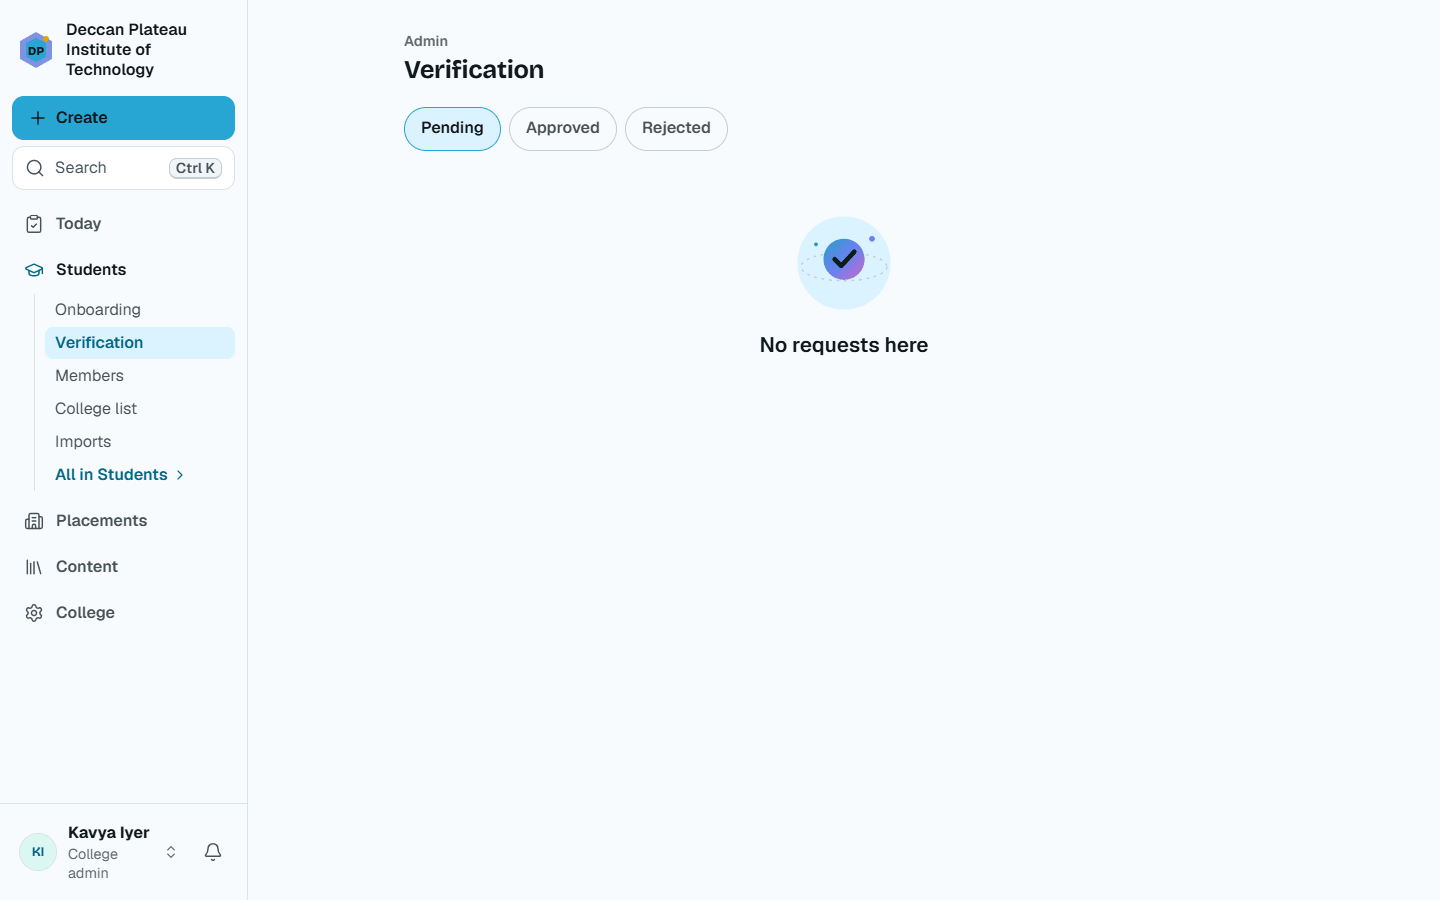 DP
Deccan Plateau
Institute of
Technology
Create
Search
Ctrl K
Today
Students
Onboarding
Verification
Members
College list
Imports
All in Students
Placements
Content
College
KI
Kavya Iyer
College
admin
Admin
Verification
Pending
Approved
Rejected
No requests here